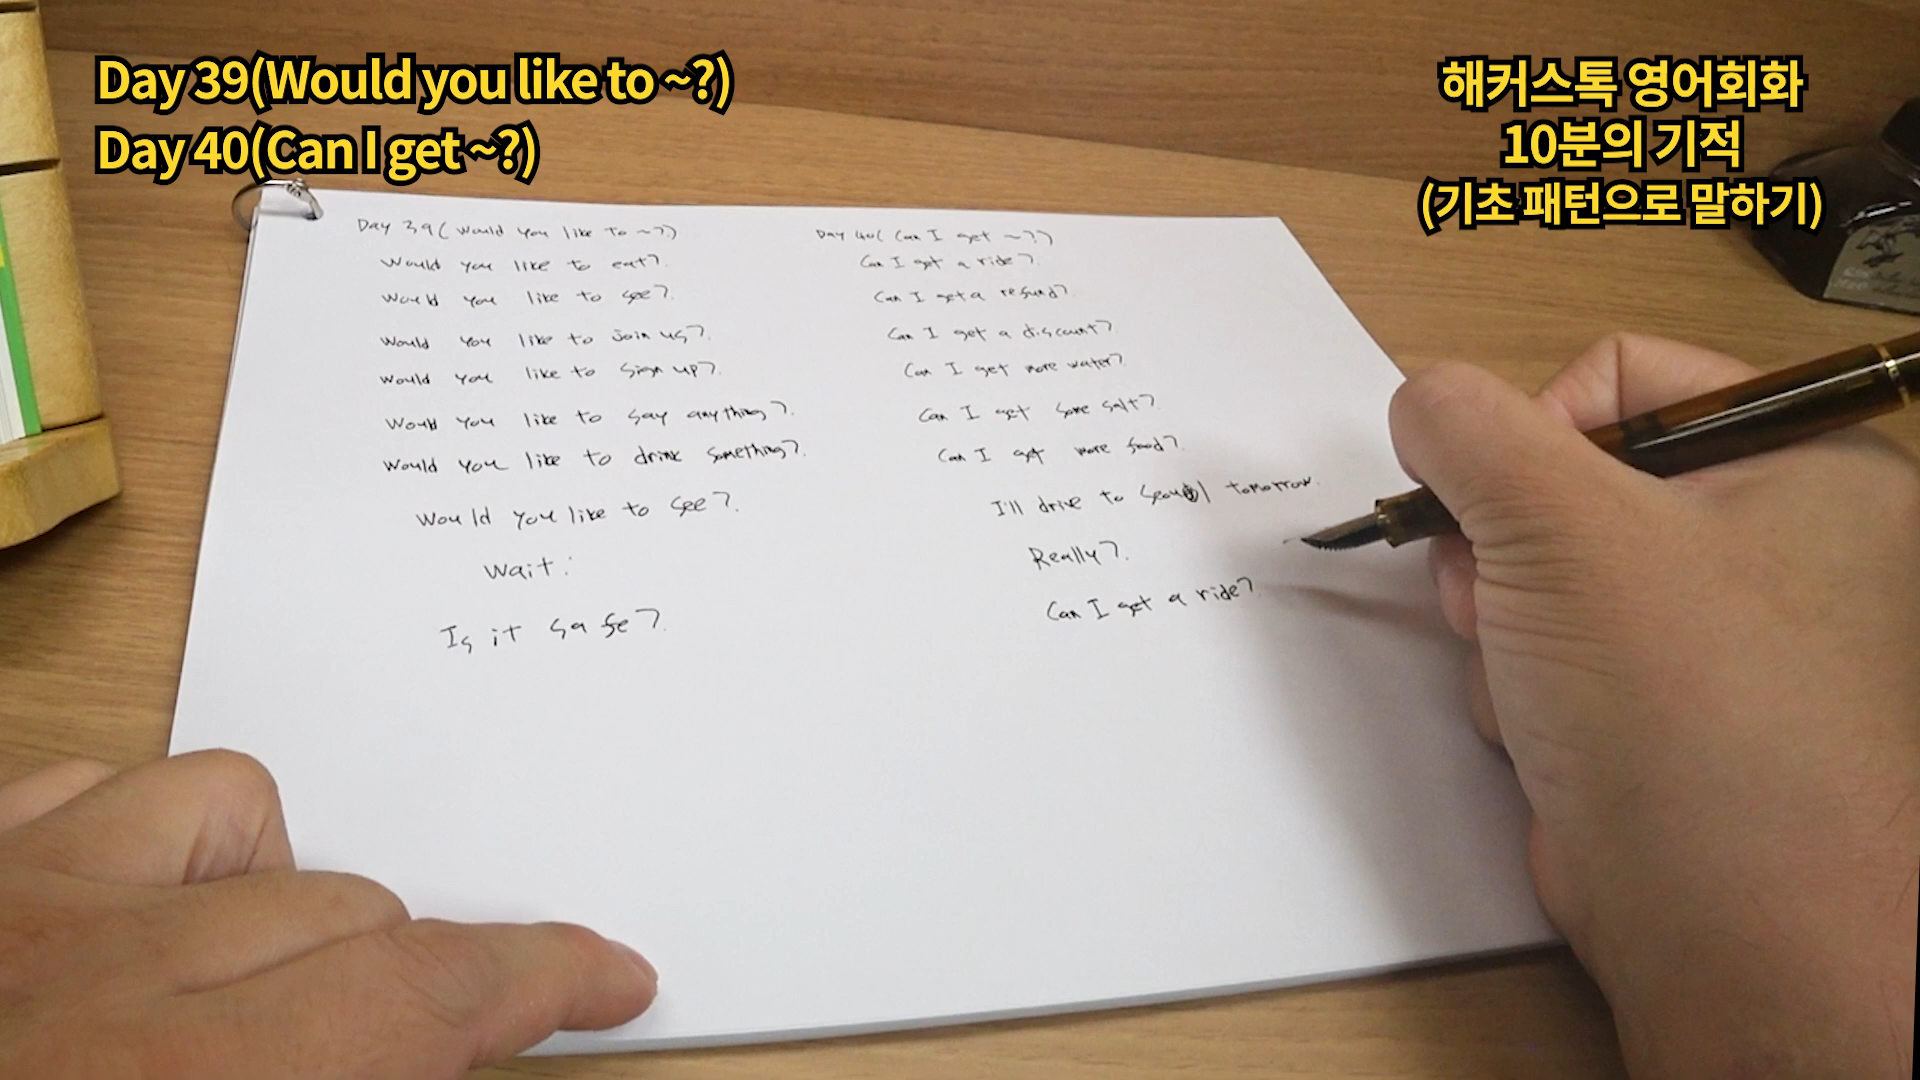 Day 39(Would you like to ~?)
Day 40(Can I get ~?)
해커스톡 영어회화
10분의 기적
(기초 패턴으로 말하기)
Day 39( Would you like to ~?)
Would you like to eat?
Would you like to see?
Would you like to join us?
Would you like to sign up?
Would you like to say anything?
Would you like to drink something?
Would you like to see?
Wait.
Is it safe?
Day 40( Can I get ~?)
Can I get a ride?
Can I get a refund?
Can I get a discount?
Can I get more water?
Can I get some salt?
Can I get more food?
I'll drive to Seoul tomorrow.
Really?
Can I get a ride?